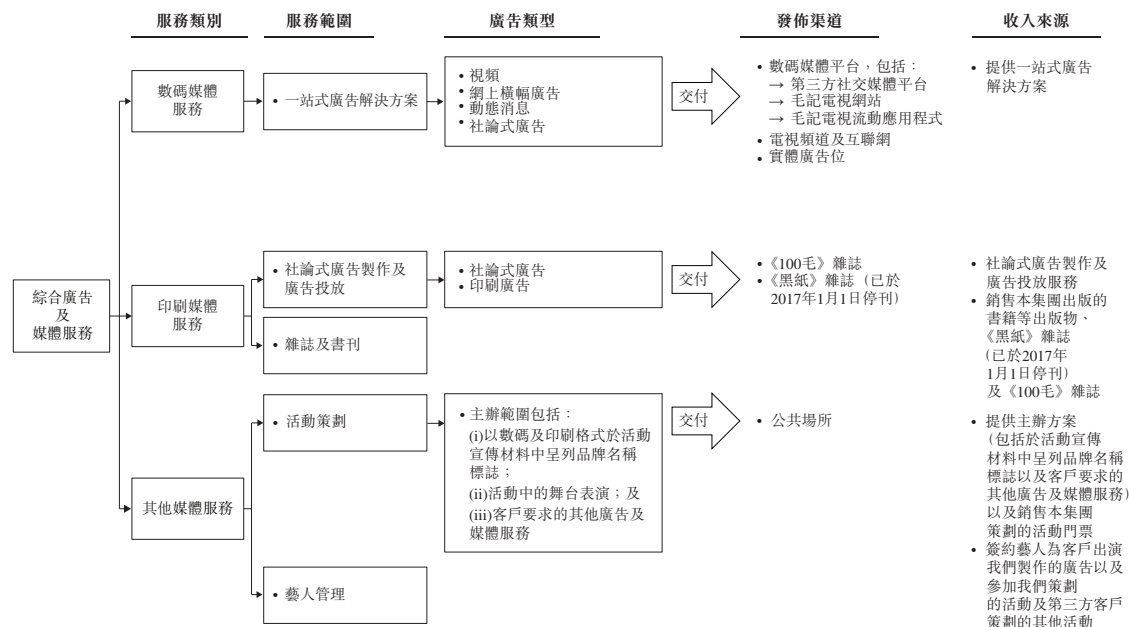 服務類別
服務範圍
廣告類型
發佈渠道
收入來源
綜合廣告
及
媒體服務
數碼媒體
服務
• 一站式廣告解決方案
• 視頻
• 網上橫幅廣告
• 動態消息
• 社論式廣告
交付
• 數碼媒體平台，包括：
→ 第三方社交媒體平台
→ 毛記電視網站
→ 毛記電視流動應用程式
• 電視頻道及互聯網
• 實體廣告位
• 提供一站式廣告
解決方案
印刷媒體
服務
• 社論式廣告製作及
廣告投放
• 社論式廣告
• 印刷廣告
交付
• 《100毛》雜誌
• 《黑紙》雜誌（已於
2017年1月1日停刊）
• 社論式廣告製作及
廣告投放服務
• 銷售本集團出版的
書籍等出版物、
《黑紙》雜誌
（已於2017年
1月1日停刊）
及《100毛》雜誌
• 雜誌及書刊
其他媒體服務
• 活動策劃
• 主辦範圍包括：
(i)以數碼及印刷格式於活動
宣傳材料中呈列品牌名稱
標誌；
(ii)活動中的舞台表演；及
(iii)客戶要求的其他廣告及
媒體服務
交付
• 公共場所
• 提供主辦方案
（包括於活動宣傳
材料中呈列品牌名稱
標誌以及客戶要求的
其他廣告及媒體服務）
以及銷售本集團
策劃的活動門票
• 簽約藝人為客戶出演
我們製作的廣告以及
參加我們策劃
的活動及第三方客戶
策劃的其他活動
• 藝人管理